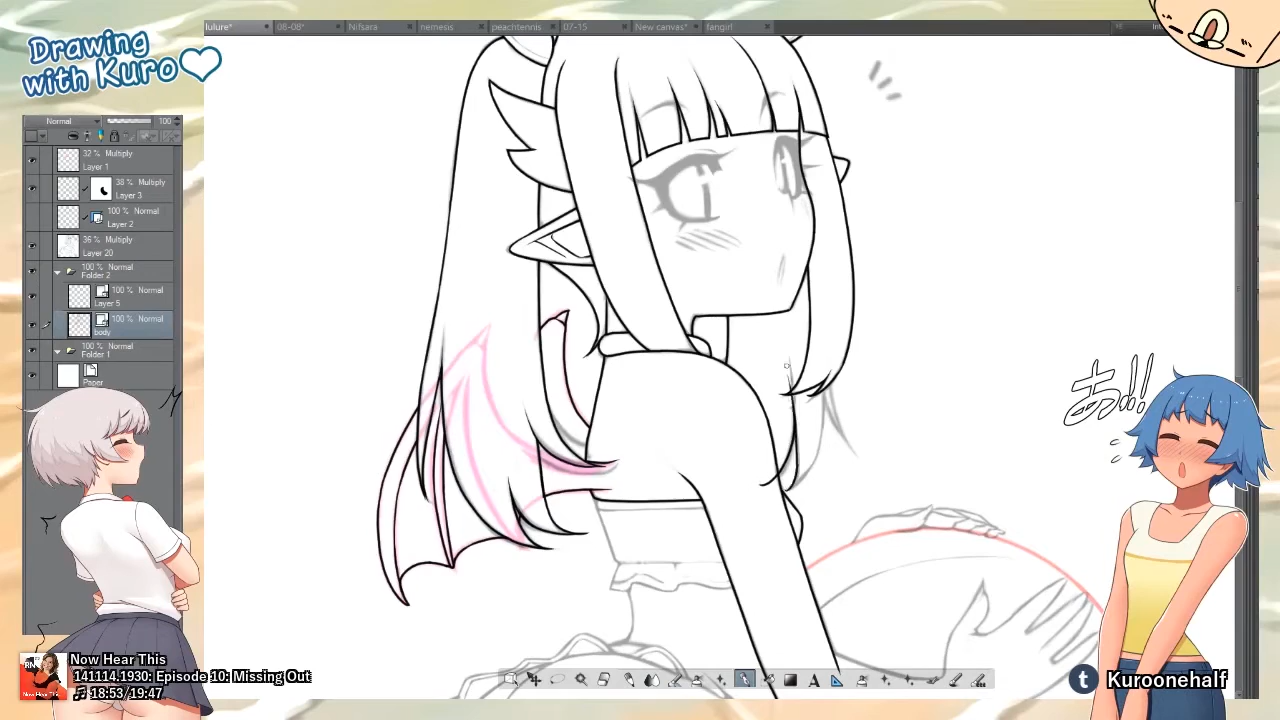 Drawing
with Kuro
lulure*
08-08*
Nifsara
nemesis
peachtennis
07-15
New canvas*
fangirl
Normal
100
32 % Multiply
Layer 1
38 % Multiply
Layer 3
100 % Normal
Layer 2
36 % Multiply
Layer 20
100 % Normal
Folder 2
100 % Normal
Layer 5
100 % Normal
body
100 % Normal
Folder 1
Paper
あ!!
Now Hear This
141114.1930: Episode 10: Missing Out
18:53 / 19:47
t Kuroonehalf